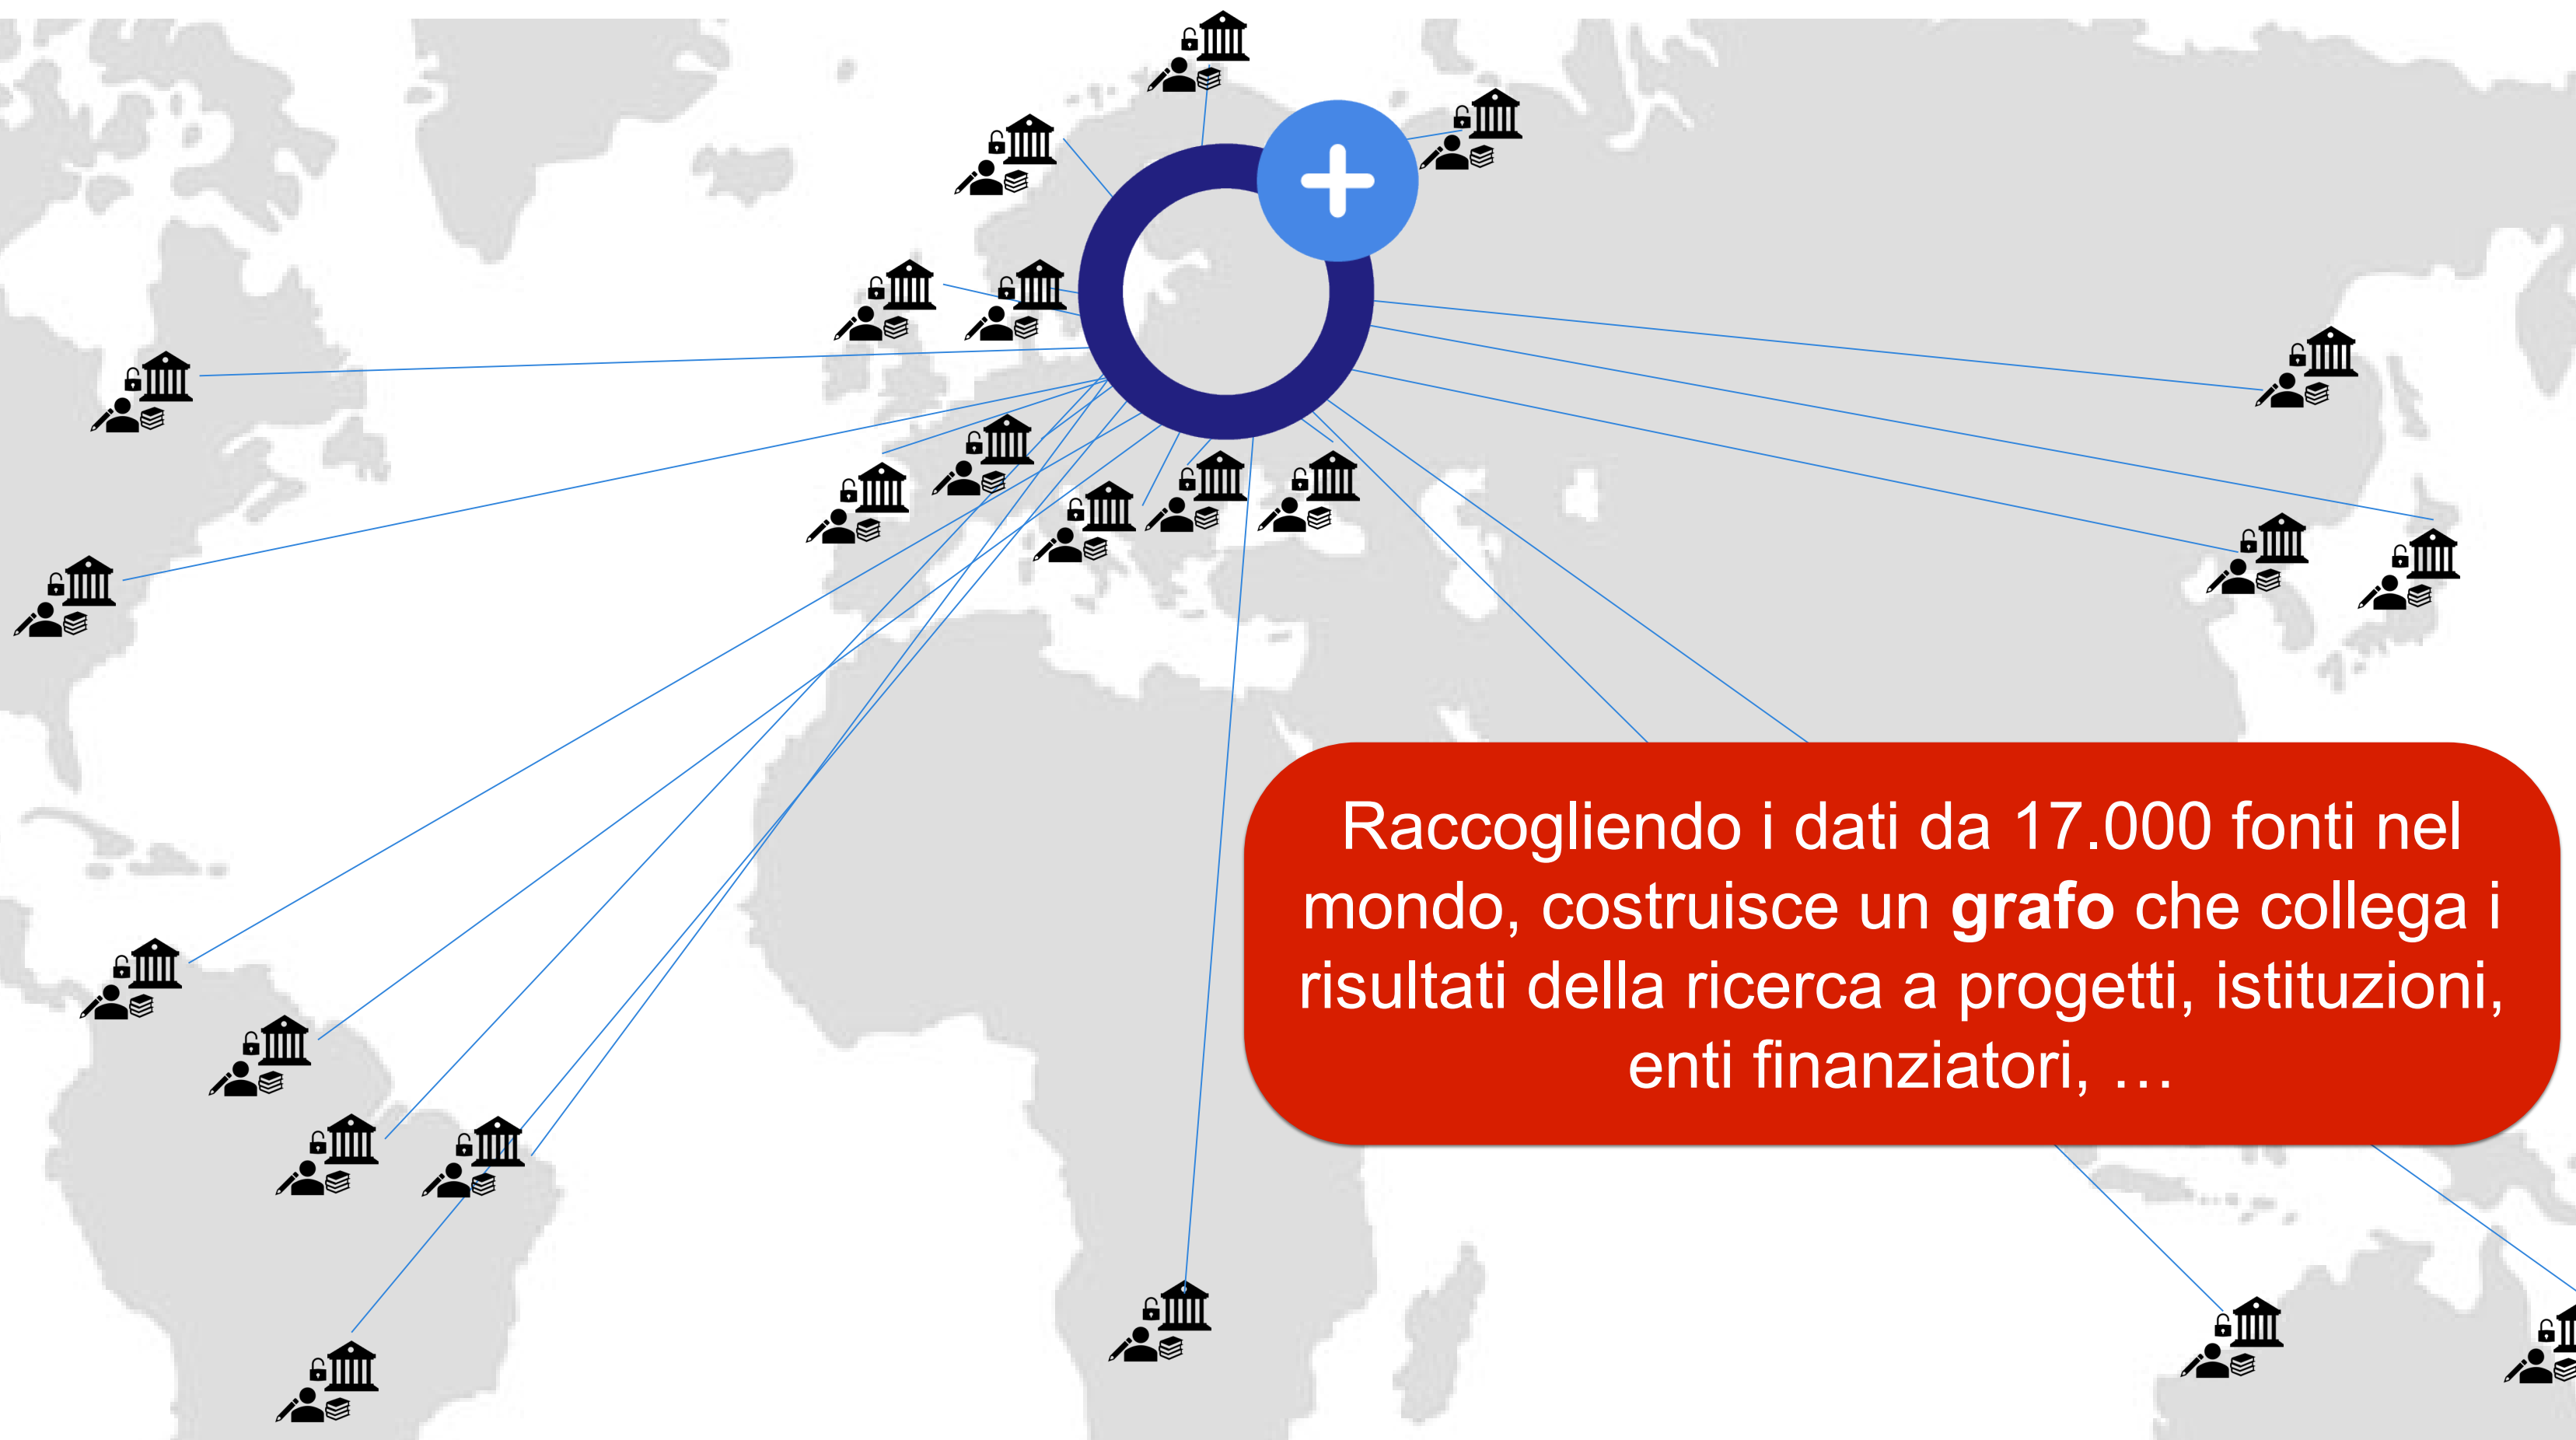 Raccogliendo i dati da 17.000 fonti nel
mondo, costruisce un grafo che collega i
risultati della ricerca a progetti, istituzioni,
enti finanziatori, …